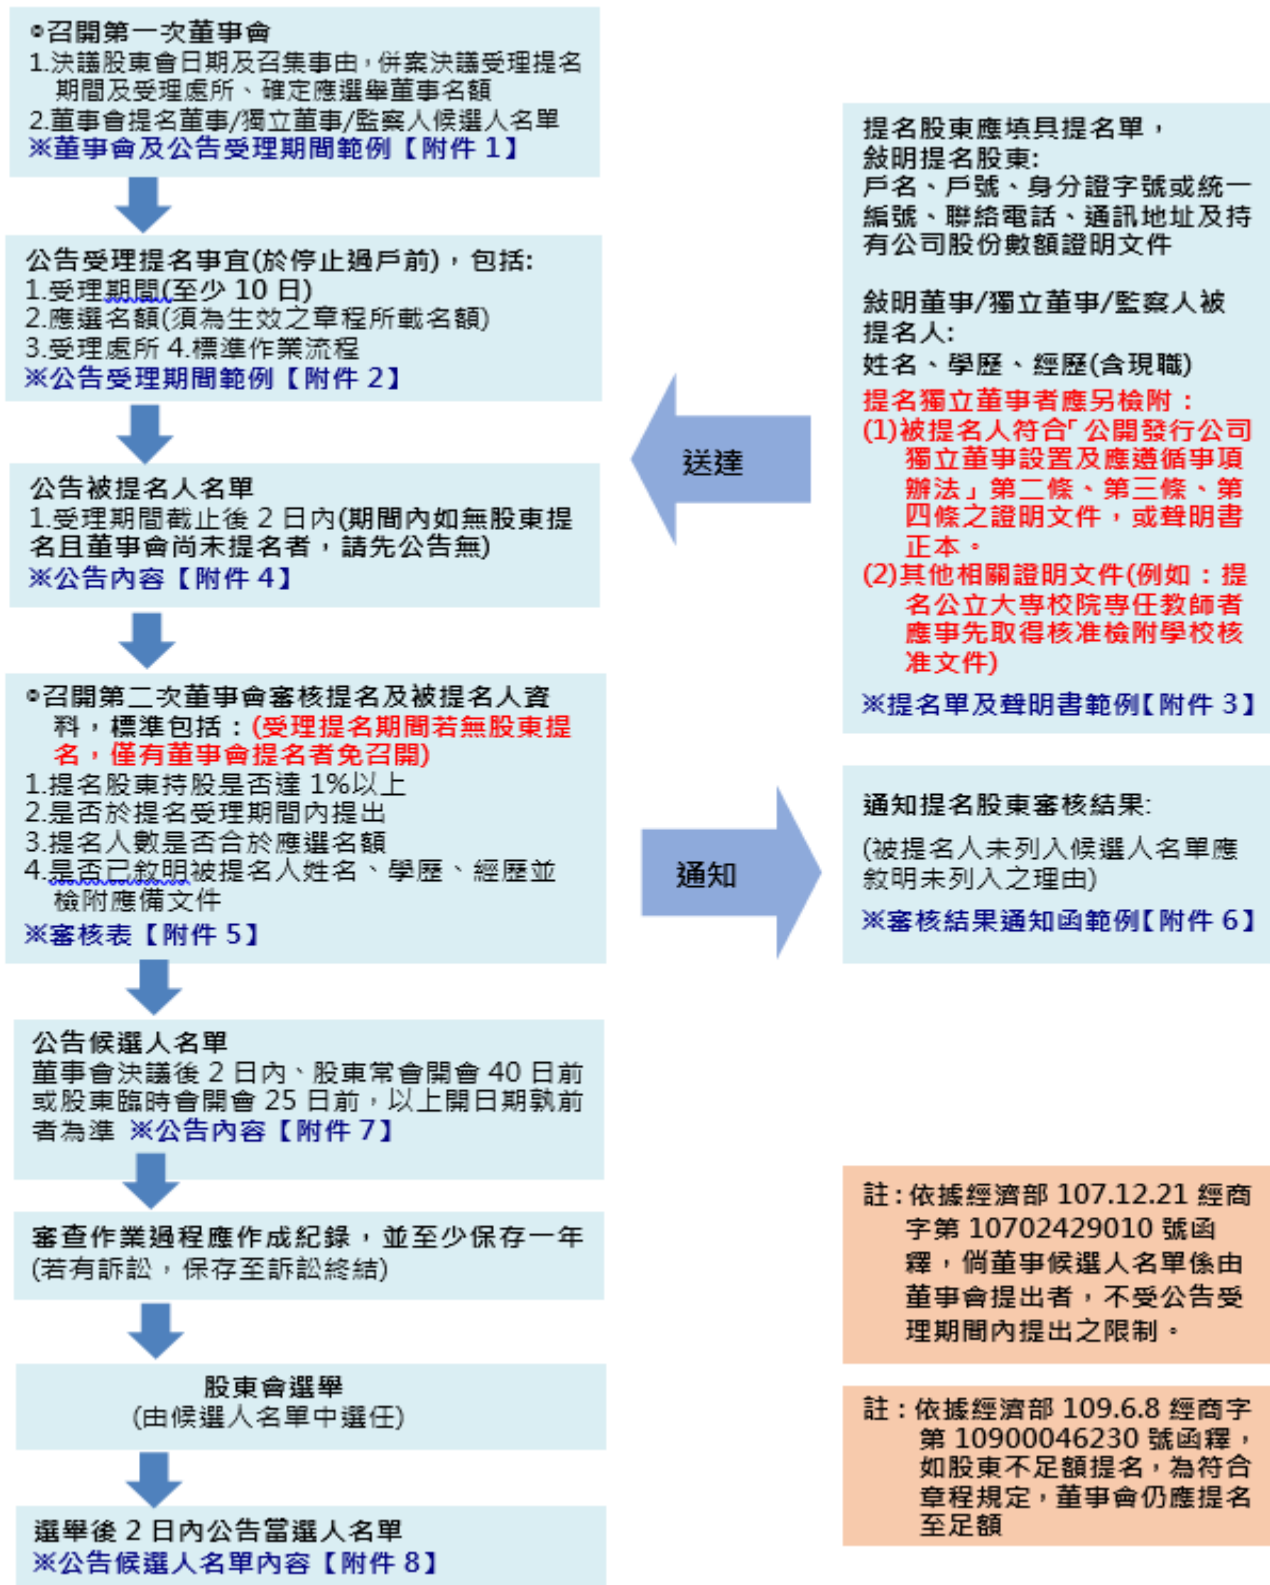 ◉召開第一次董事會
1.決議股東會日期及召集事由，併案決議受理提名
期間及受理處所、確定應選舉董事名額
2.董事會提名董事/獨立董事/監察人候選人名單
※董事會及公告受理期間範例【附件 1】
公告受理提名事宜(於停止過戶前)，包括:
1.受理期間(至少 10 日)
2.應選名額(須為生效之章程所載名額)
3.受理處所 4.標準作業流程
※公告受理期間範例【附件 2】
公告被提名人名單
1.受理期間截止後 2 日內(期間內如無股東提
名且董事會尚未提名者，請先公告無)
※公告內容【附件 4】
◉召開第二次董事會審核提名及被提名人資
料，標準包括：(受理提名期間若無股東提
名，僅有董事會提名者免召開)
1.提名股東持股是否達 1%以上
2.是否於提名受理期間內提出
3.提名人數是否合於應選名額
4.是否已敘明被提名人姓名、學歷、經歷並
檢附應備文件
※審核表【附件 5】
公告候選人名單
董事會決議後 2 日內、股東常會開會 40 日前
或股東臨時會開會 25 日前，以上開日期孰前
者為準 ※公告內容【附件 7】
審查作業過程應作成紀錄，並至少保存一年
(若有訴訟，保存至訴訟終結)
股東會選舉
(由候選人名單中選任)
選舉後 2 日內公告當選人名單
※公告候選人名單內容【附件 8】
送達
通知
提名股東應填具提名單，
敍明提名股東:
戶名、戶號、身分證字號或統一
編號、聯絡電話、通訊地址及持
有公司股份數額證明文件
敍明董事/獨立董事/監察人被
提名人:
姓名、學歷、經歷(含現職)
提名獨立董事者應另檢附：
(1)被提名人符合「公開發行公司
獨立董事設置及應遵循事項
辦法」第二條、第三條、第
四條之證明文件，或聲明書
正本。
(2)其他相關證明文件(例如：提
名公立大專校院專任教師者
應事先取得核准檢附學校核
准文件)
※提名單及聲明書範例【附件 3】
通知提名股東審核結果:
(被提名人未列入候選人名單應
敘明未列入之理由)
※審核結果通知函範例【附件 6】
註：依據經濟部 107.12.21 經商
字第 10702429010 號函
釋，倘董事候選人名單係由
董事會提出者，不受公告受
理期間內提出之限制。
註：依據經濟部 109.6.8 經商字
第 10900046230 號函釋，
如股東不足額提名，為符合
章程規定，董事會仍應提名
至足額